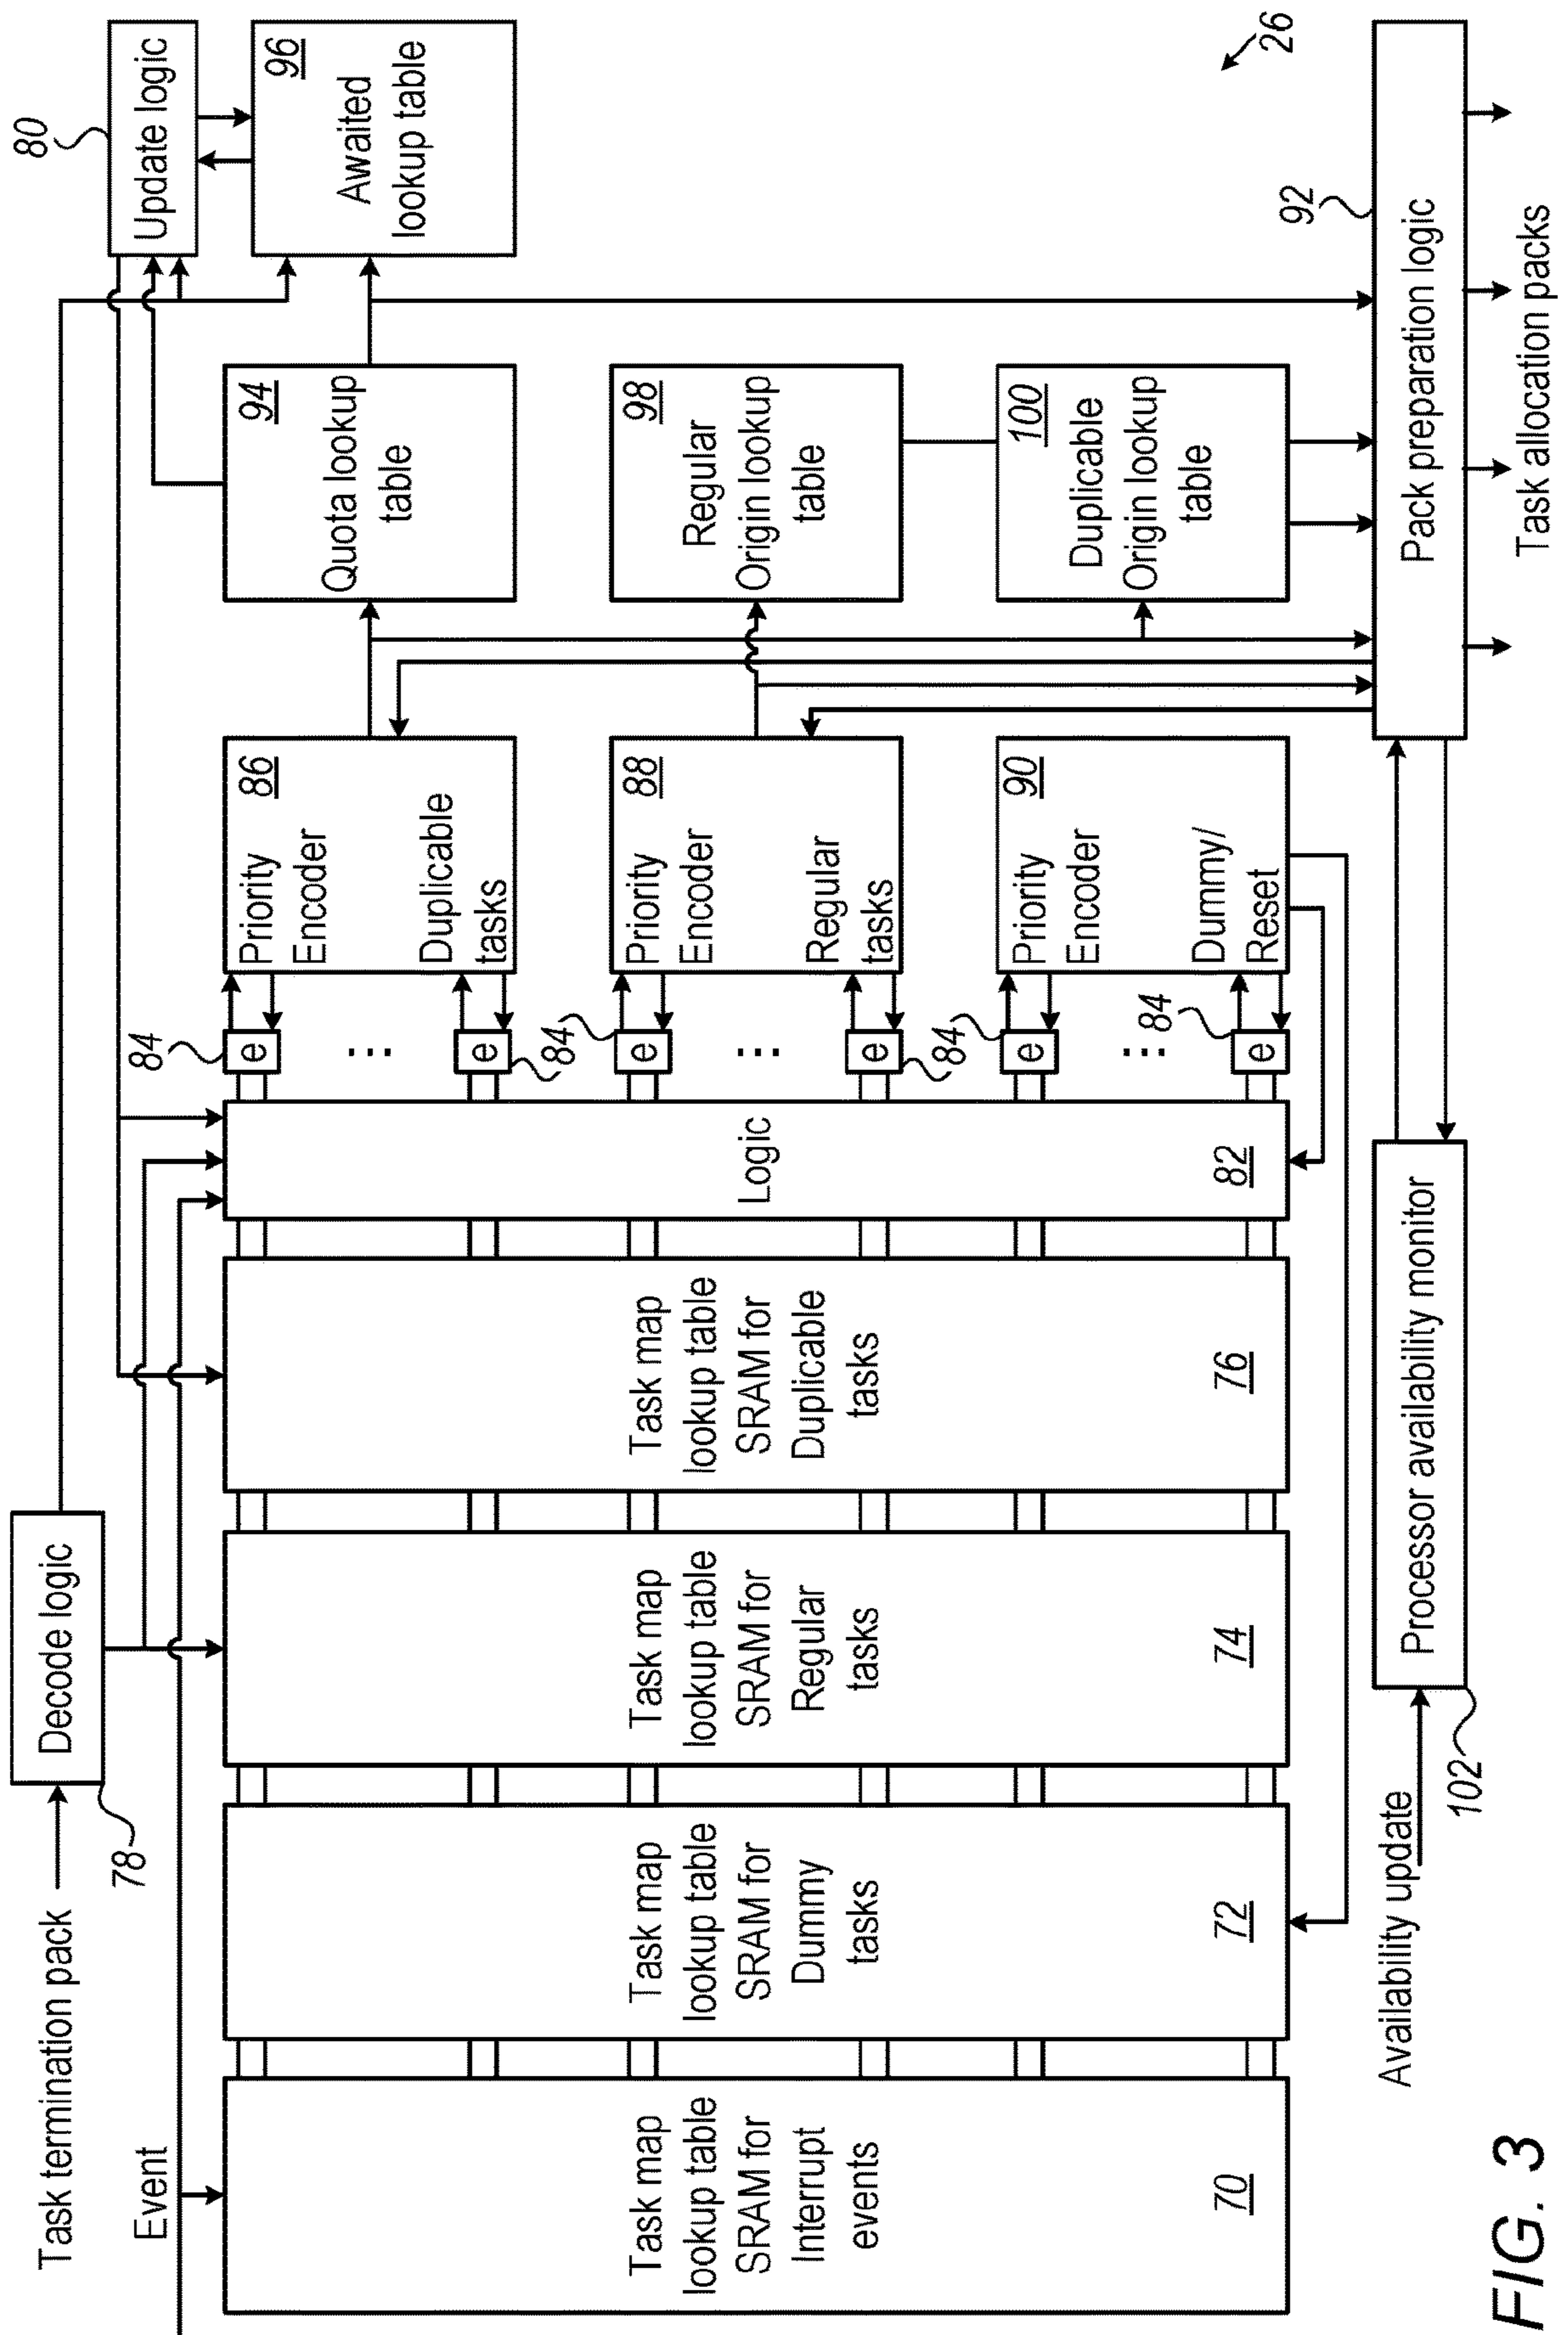 Task termination pack
78
Decode logic
Event
80
Update logic
96
Awaited
lookup table
Task map
lookup table
SRAM for
Interrupt
events
70
Task map
lookup table
SRAM for
Dummy
tasks
72
Task map
lookup table
SRAM for
Regular
tasks
74
Task map
lookup table
SRAM for
Duplicable
tasks
76
Logic
82
84
e
...
e
84
84
e
...
e
84
e
...
84
e
Priority
Encoder
86
Duplicable
tasks
Priority
Encoder
88
Regular
tasks
Priority
Encoder
90
Dummy/
Reset
94
Quota lookup
table
98
Regular
Origin lookup
table
100
Duplicable
Origin lookup
table
26
Availability update
102
Processor availability monitor
92
Pack preparation logic
Task allocation packs
FIG. 3